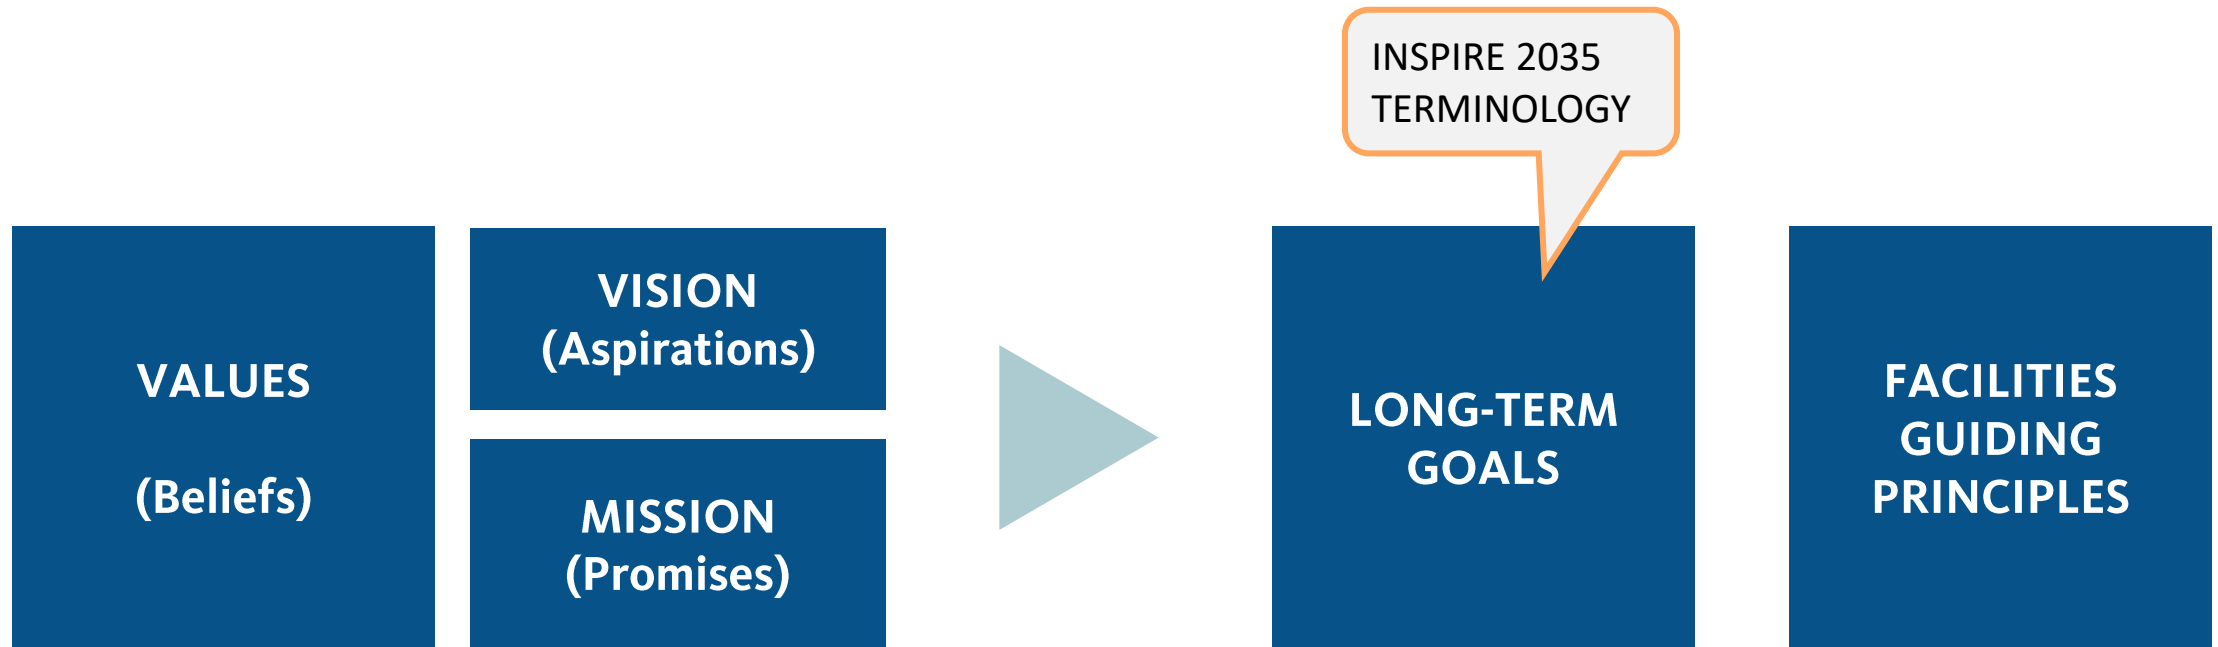 INSPIRE 2035
TERMINOLOGY
VALUES
(Beliefs)
VISION
(Aspirations)
MISSION
(Promises)
LONG-TERM
GOALS
FACILITIES
GUIDING
PRINCIPLES